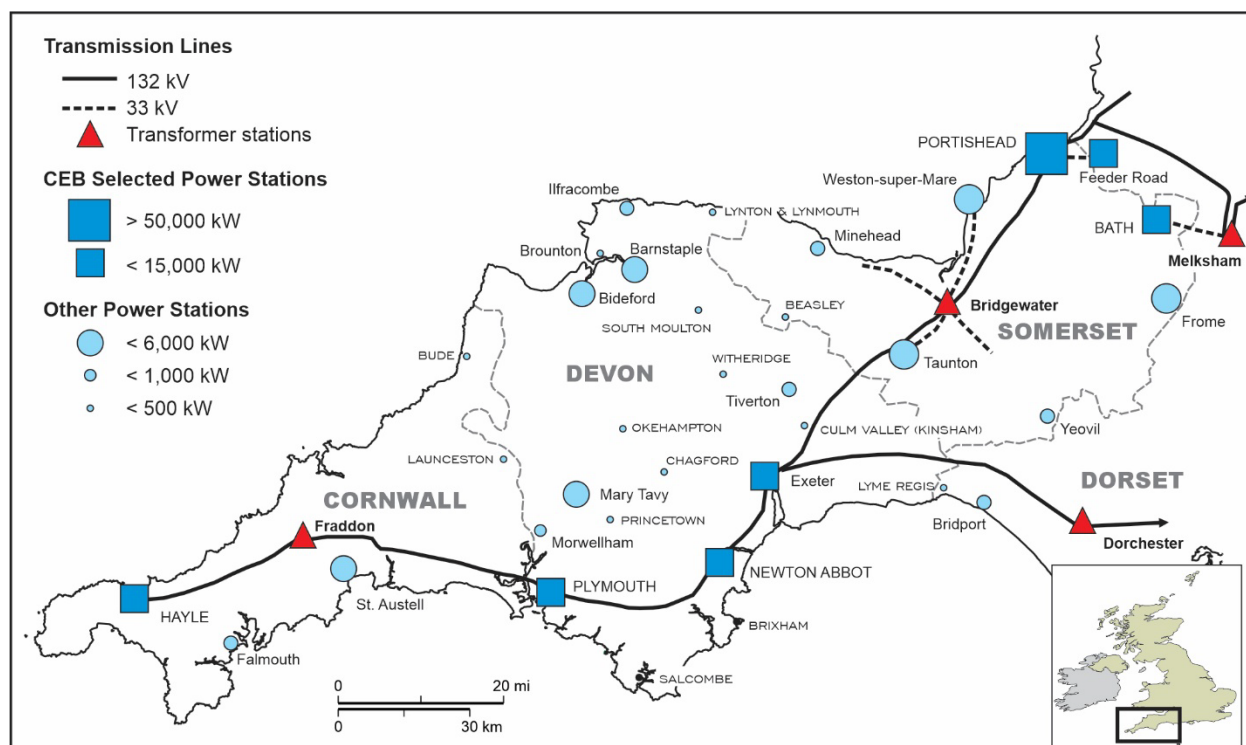 Transmission Lines
132 kV
33 kV
Transformer stations
CEB Selected Power Stations
> 50,000 kW
< 15,000 kW
Other Power Stations
< 6,000 kW
< 1,000 kW
< 500 kW
PORTISHEAD
Feeder Road
Weston-super-Mare
BATH
Melksham
Ilfracombe
LYNTON & LYNMOUTH
Minehead
Brounton
Barnstaple
Bideford
SOUTH MOULTON
BEASLEY
Bridgewater
SOMERSET
Frome
BUDE
DEVON
WITHERIDGE
Taunton
Tiverton
Yeovil
OKEHAMPTON
CULM VALLEY (KINSHAM)
LAUNCESTON
CHAGFORD
Exeter
LYME REGIS
DORSET
CORNWALL
Mary Tavy
PRINCETOWN
Bridport
Fraddon
Morwellham
Dorchester
HAYLE
St. Austell
PLYMOUTH
NEWTON ABBOT
Falmouth
BRIXHAM
SALCOMBE
0 20 mi
0 30 km